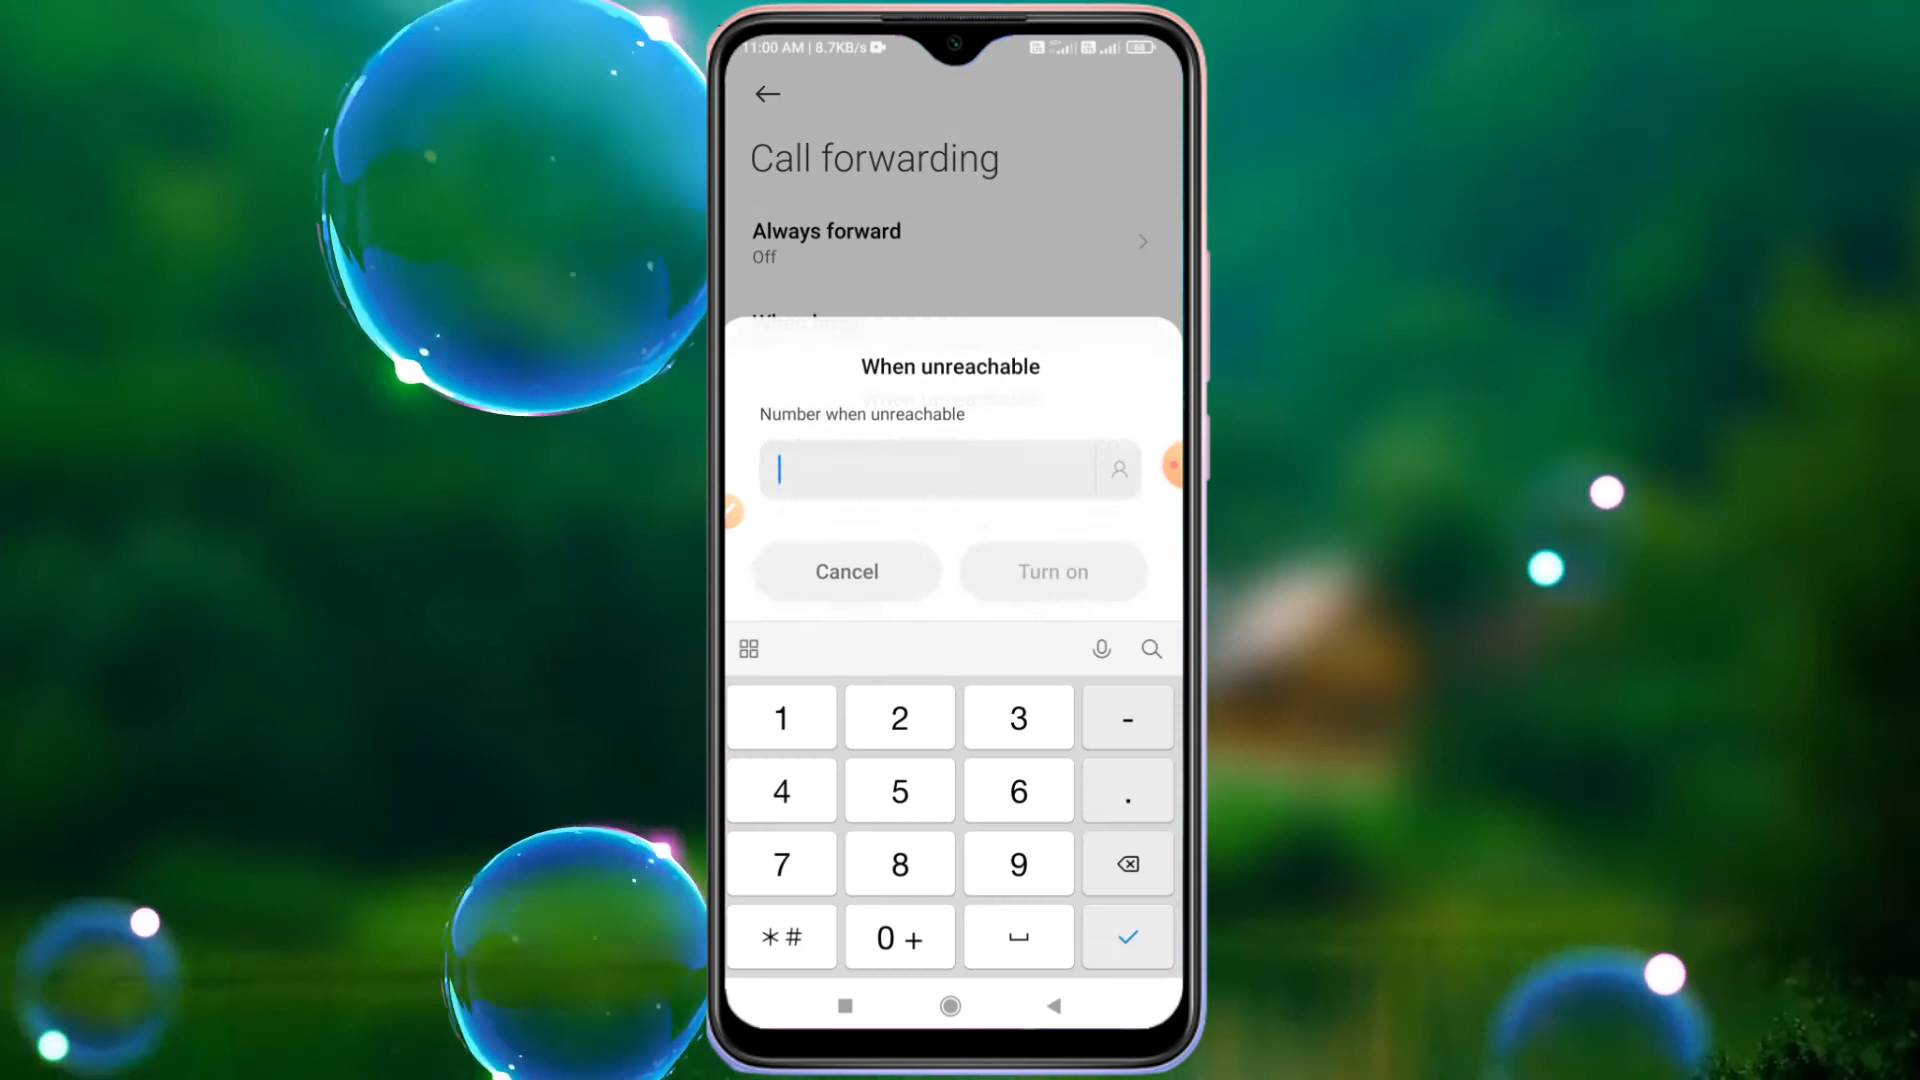 11:00 AM | 8.7KB/s
68
Call forwarding
Always forward
Off
When unreachable
Number when unreachable
Cancel
Turn on
1 2 3 -
4 5 6 .
7 8 9
*# 0 +